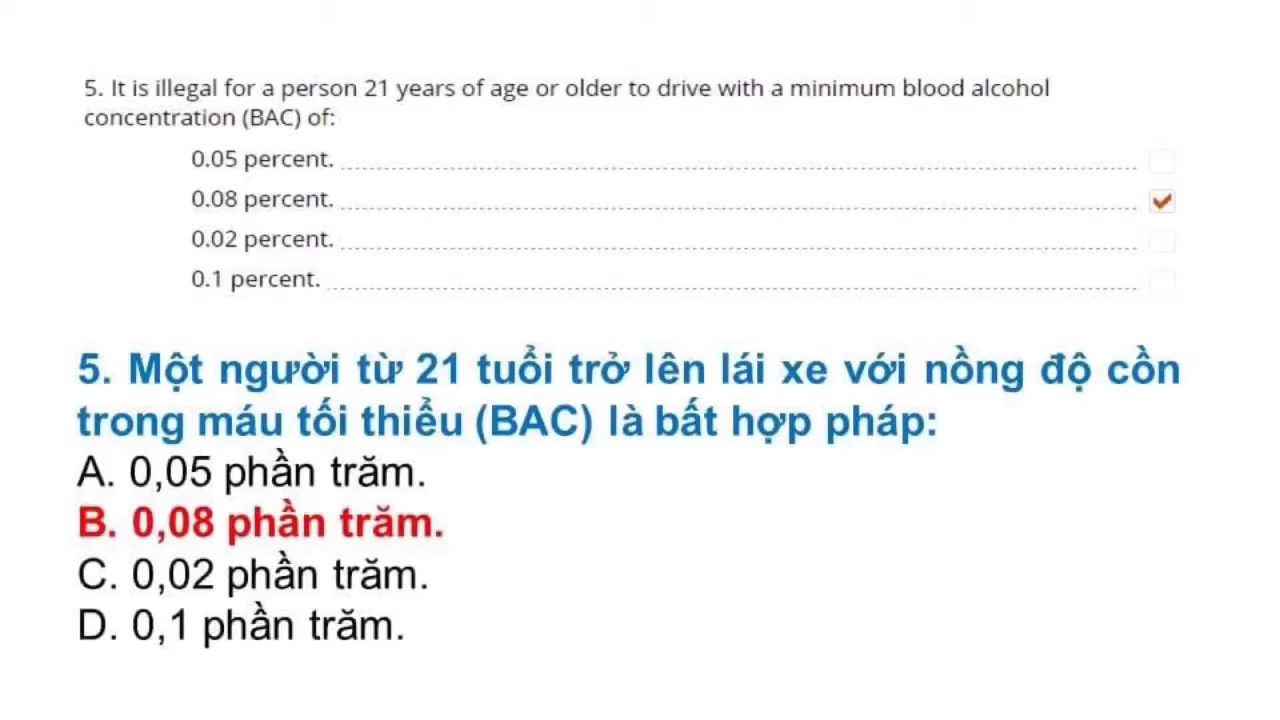 5. It is illegal for a person 21 years of age or older to drive with a minimum blood alcohol
concentration (BAC) of:
0.05 percent.
0.08 percent.
0.02 percent.
0.1 percent.
5. Một người từ 21 tuổi trở lên lái xe với nồng độ cồn
trong máu tối thiểu (BAC) là bất hợp pháp:
A. 0,05 phần trăm.
B. 0,08 phần trăm.
C. 0,02 phần trăm.
D. 0,1 phần trăm.